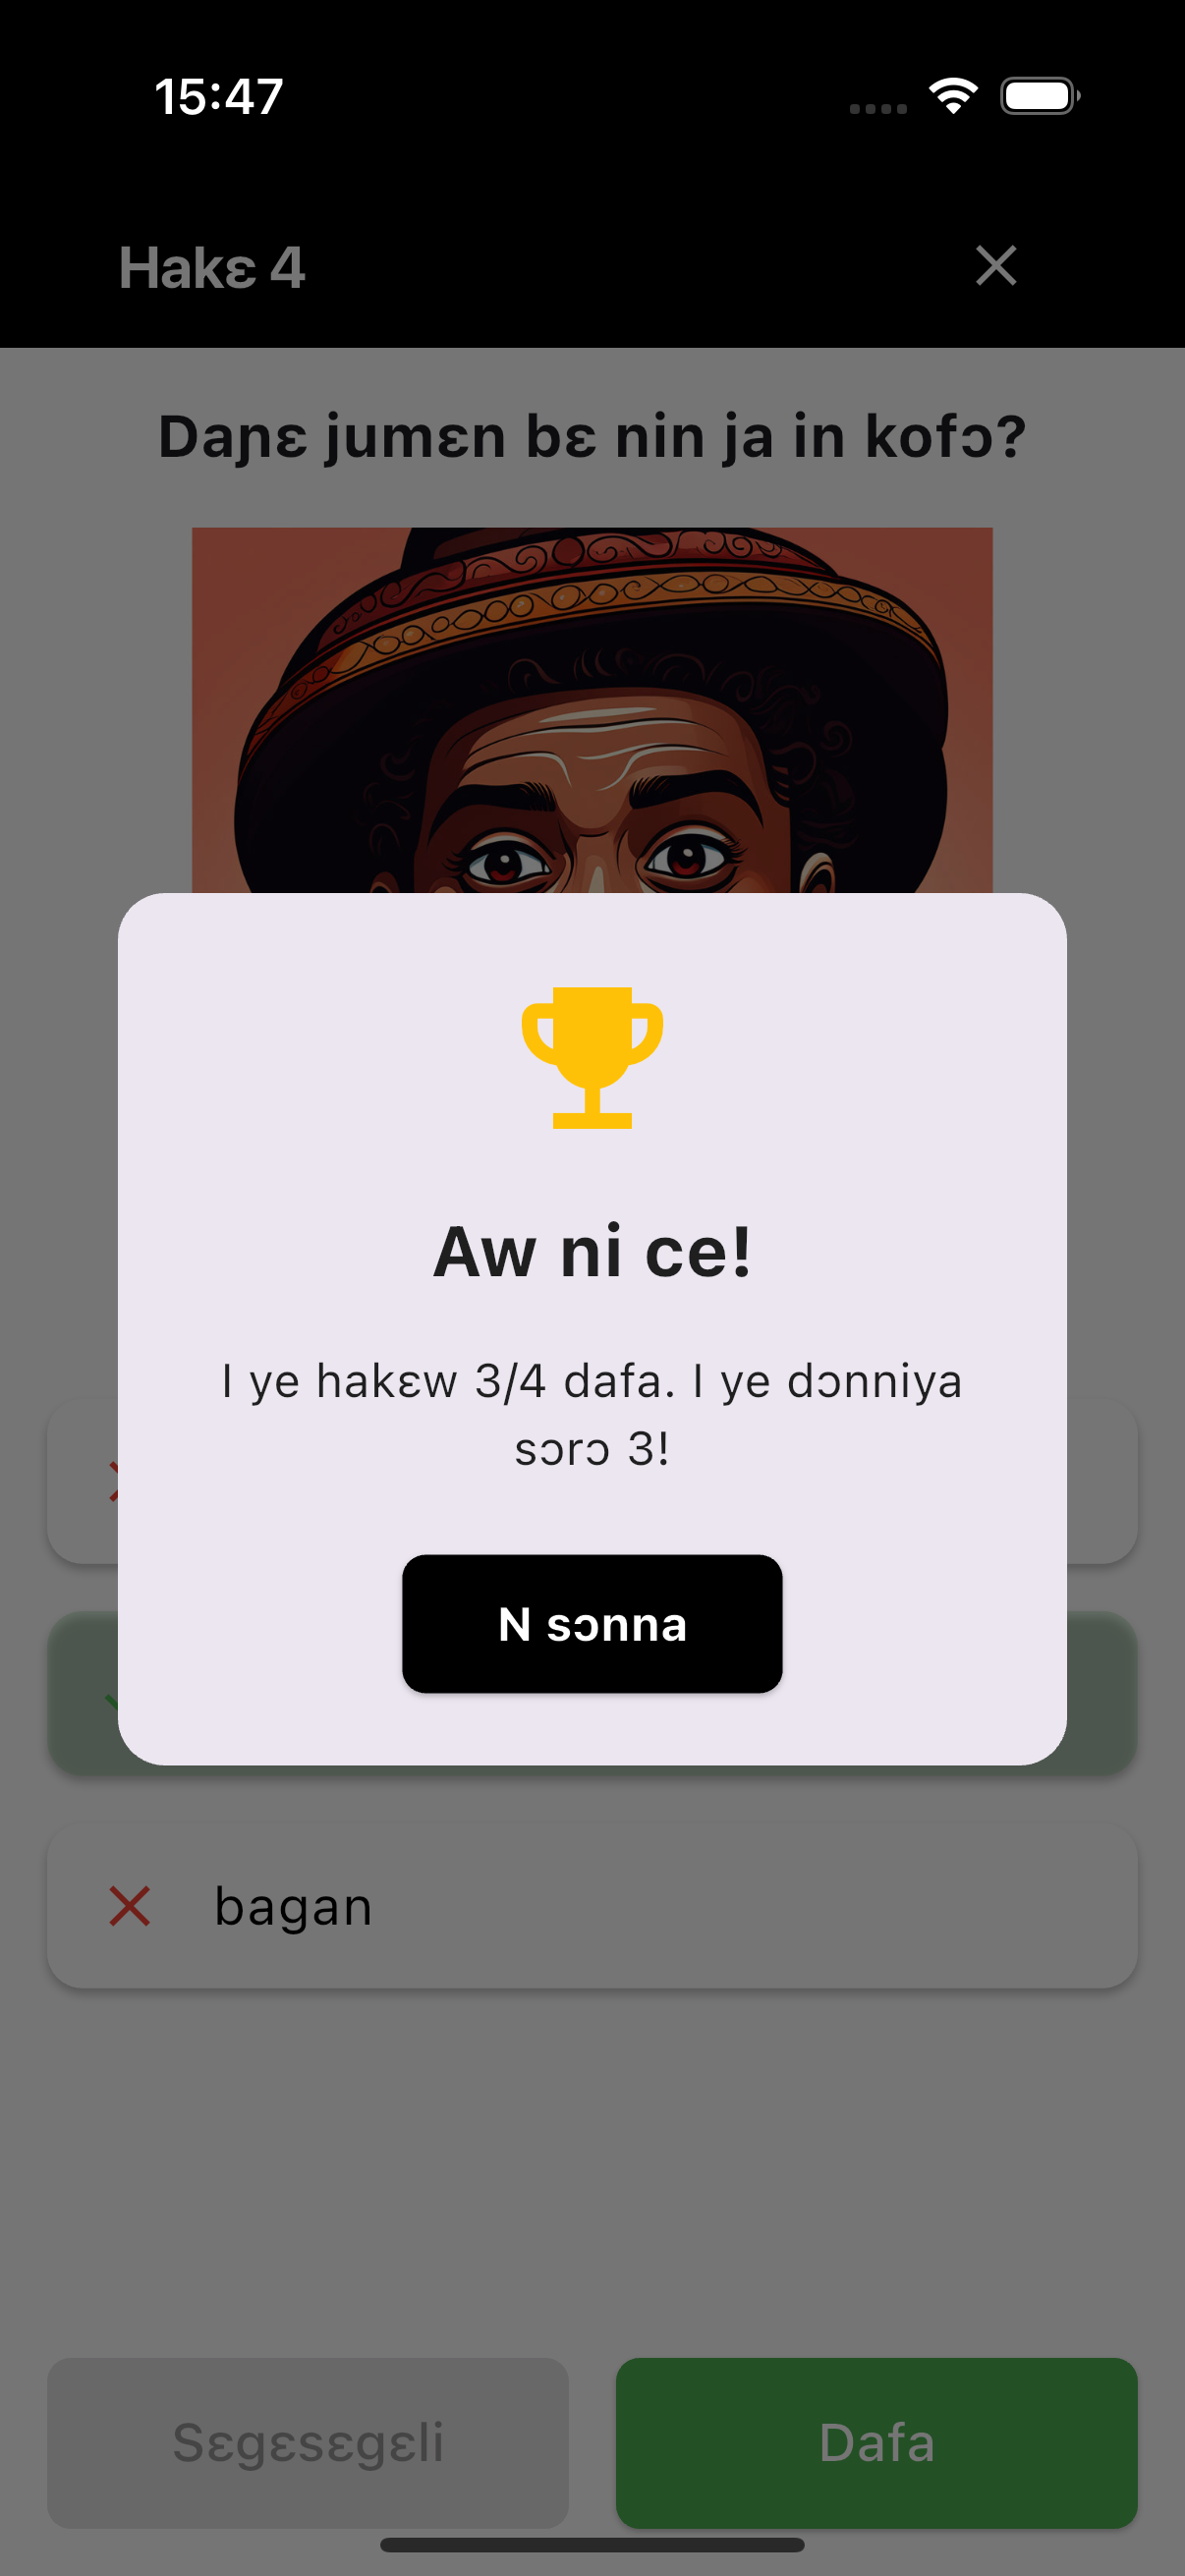 15:47
Hakɛ 4
Daɲɛ jumɛn bɛ nin ja in kofɔ?
Aw ni ce!
I ye hakɛw 3/4 dafa. I ye dɔnniya
sɔrɔ 3!
N sɔnna
bagan
Sɛgɛsɛgɛli
Dafa